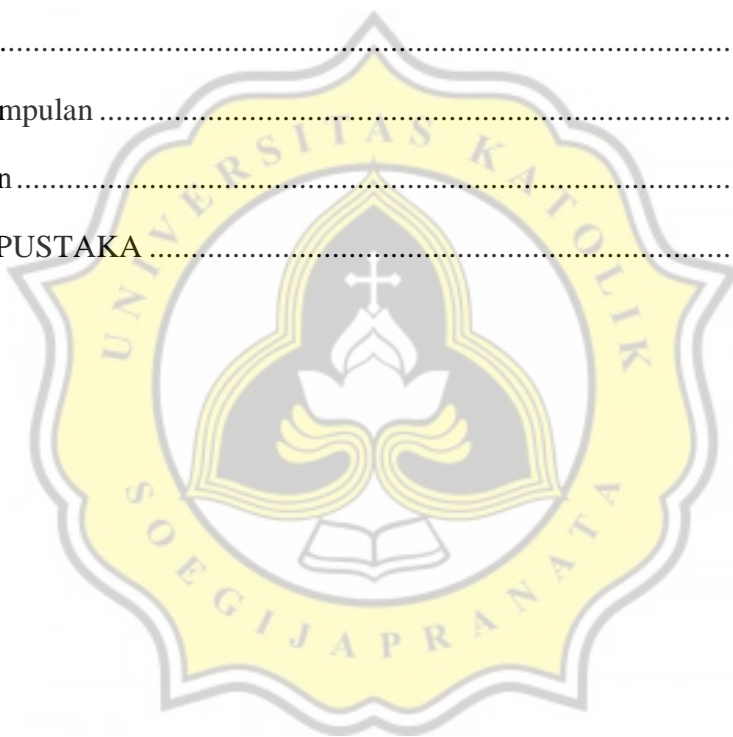 ..........................................................................................
mpulan ............................................................................
n ......................................................................................
PUSTAKA ......................................................................
UNIVERSITAS KATOLIK
SOEGIJAPRANATA